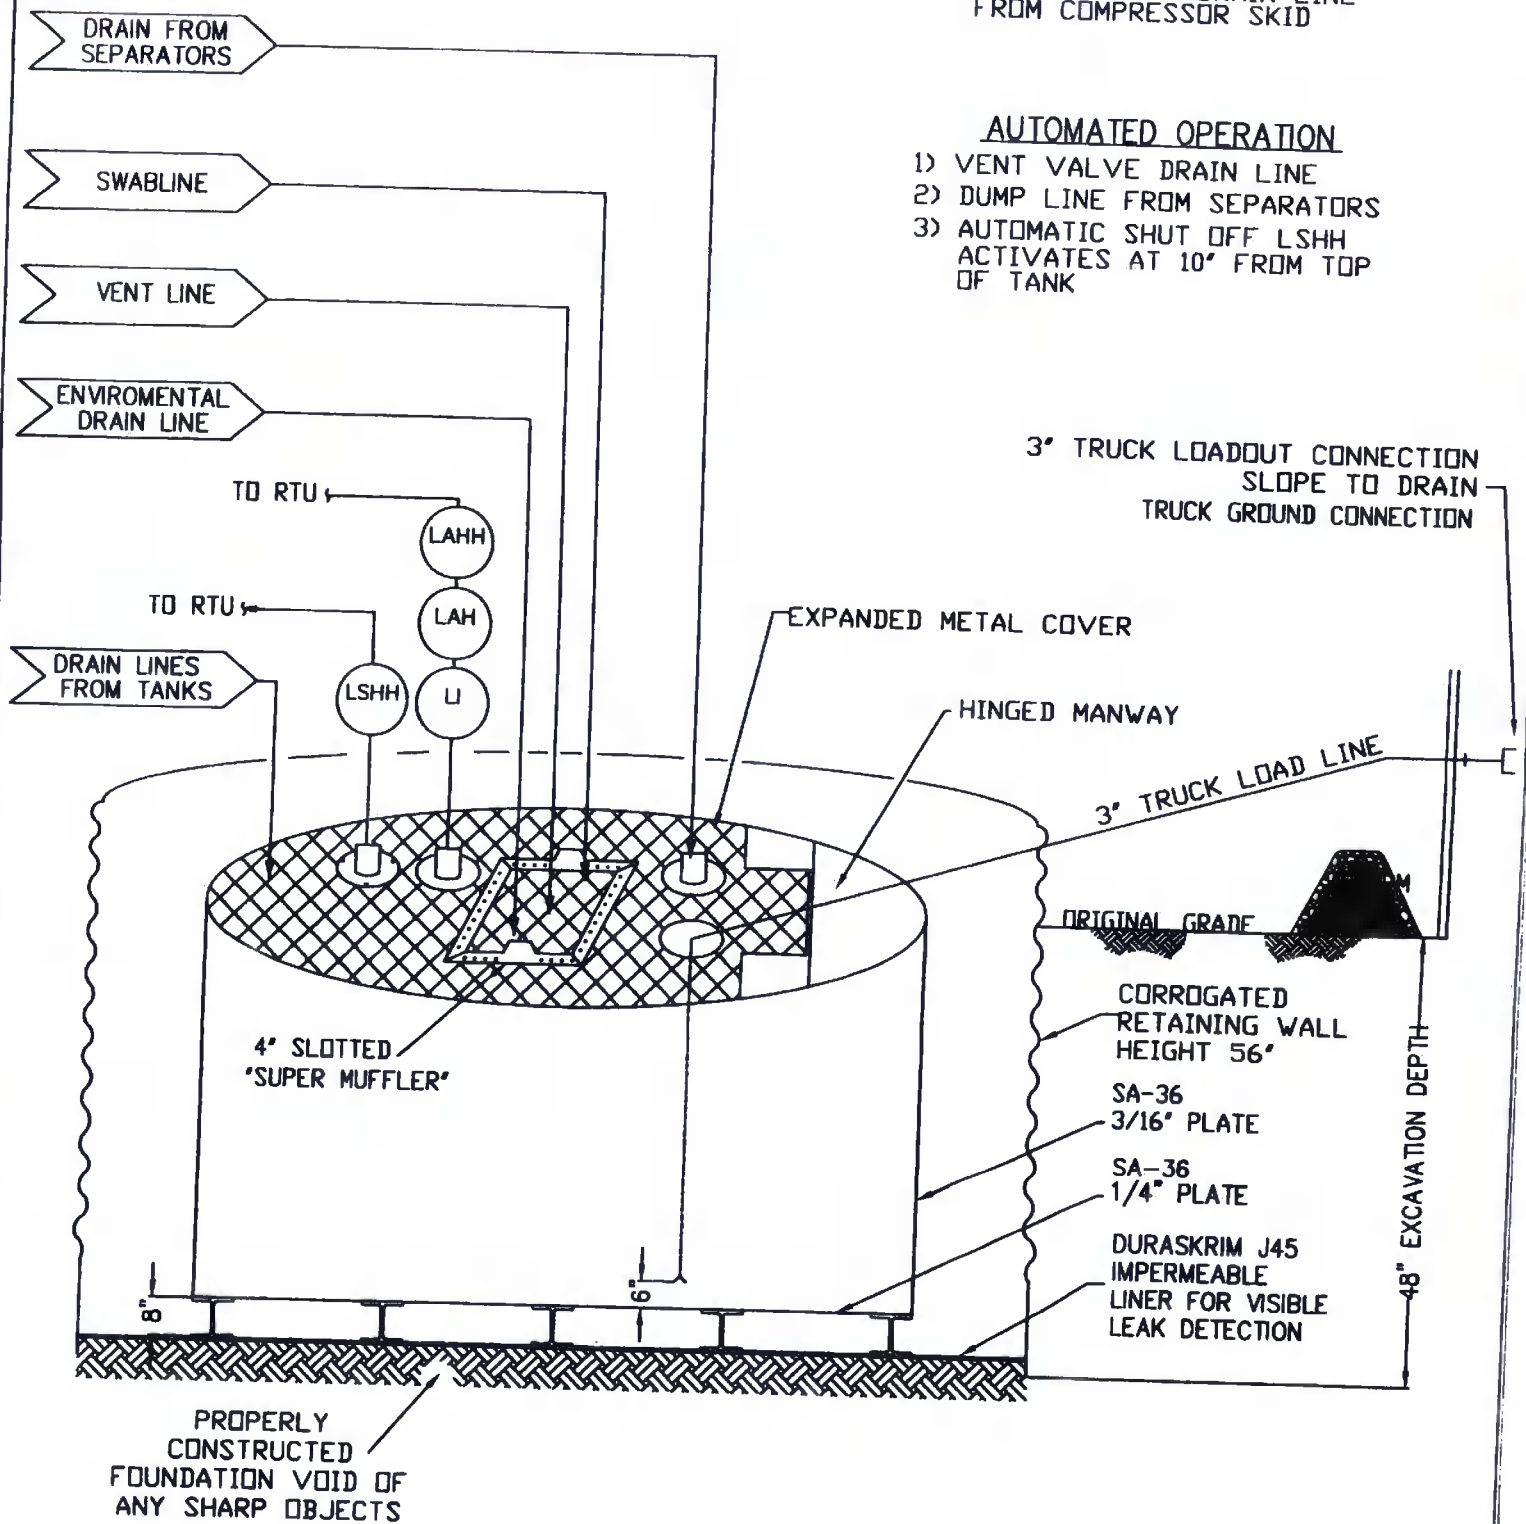 FROM COMPRESSOR SKID
DRAIN FROM
SEPARATORS
SWABLINE
VENT LINE
ENVIROMENTAL
DRAIN LINE
AUTOMATED OPERATION
1) VENT VALVE DRAIN LINE
2) DUMP LINE FROM SEPARATORS
3) AUTOMATIC SHUT OFF LSHH
ACTIVATES AT 10" FROM TOP
OF TANK
3" TRUCK LOADOUT CONNECTION
SLOPE TO DRAIN
TRUCK GROUND CONNECTION
TO RTU
LAHH
TO RTU
LAH
DRAIN LINES
FROM TANKS
LSHH
LI
EXPANDED METAL COVER
HINGED MANWAY
3" TRUCK LOAD LINE
ORIGINAL GRADE
4" SLOTTED
"SUPER MUFFLER"
CORROGATED
RETAINING WALL
HEIGHT 56"
SA-36
3/16" PLATE
SA-36
1/4" PLATE
DURASKRIM J45
IMPERMEABLE
LINER FOR VISIBLE
LEAK DETECTION
48" EXCAVATION DEPTH
8"
6"
PROPERLY
CONSTRUCTED
FOUNDATION VOID OF
ANY SHARP OBJECTS